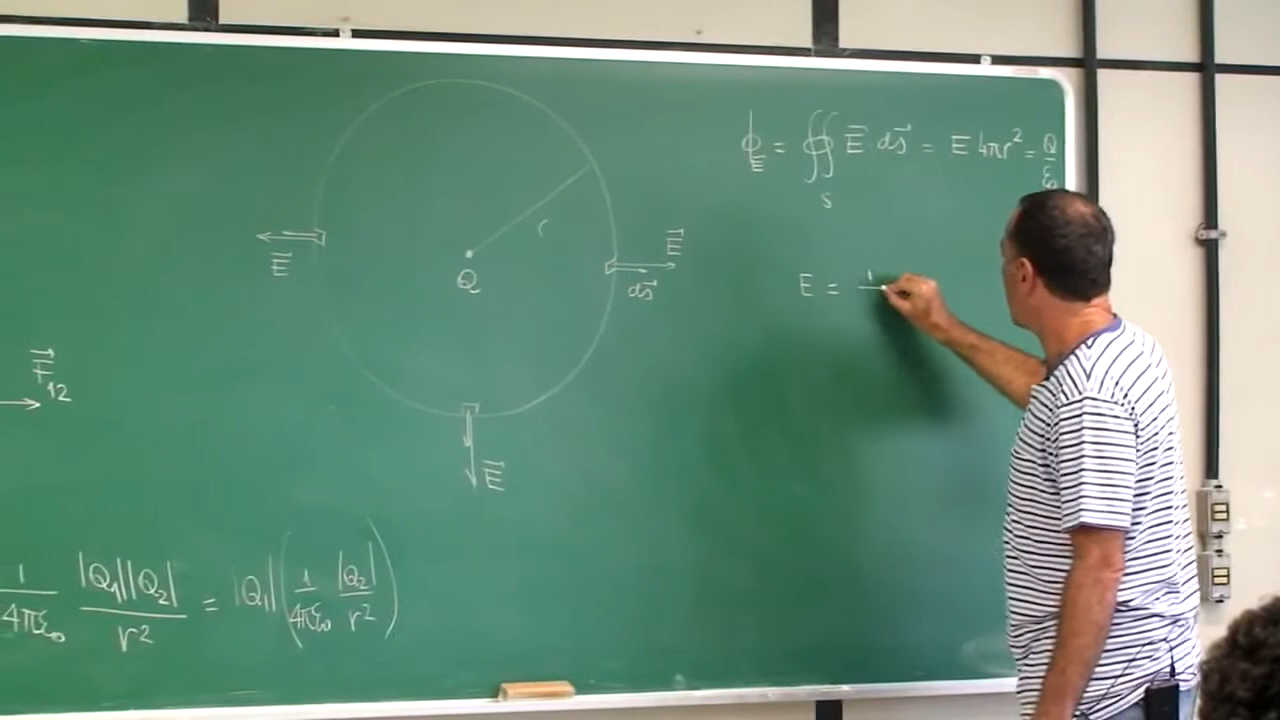 ϕ_E = ∯_S E⃗ · ds⃗ = E 4πr² = Q/ε₀
E = 1
r
E⃗
E⃗
Q
ds⃗
F⃗₁₂
E⃗
1/4πε₀ |Q₁||Q₂|/r² = |Q₁| (1/4πε₀ |Q₂|/r²)